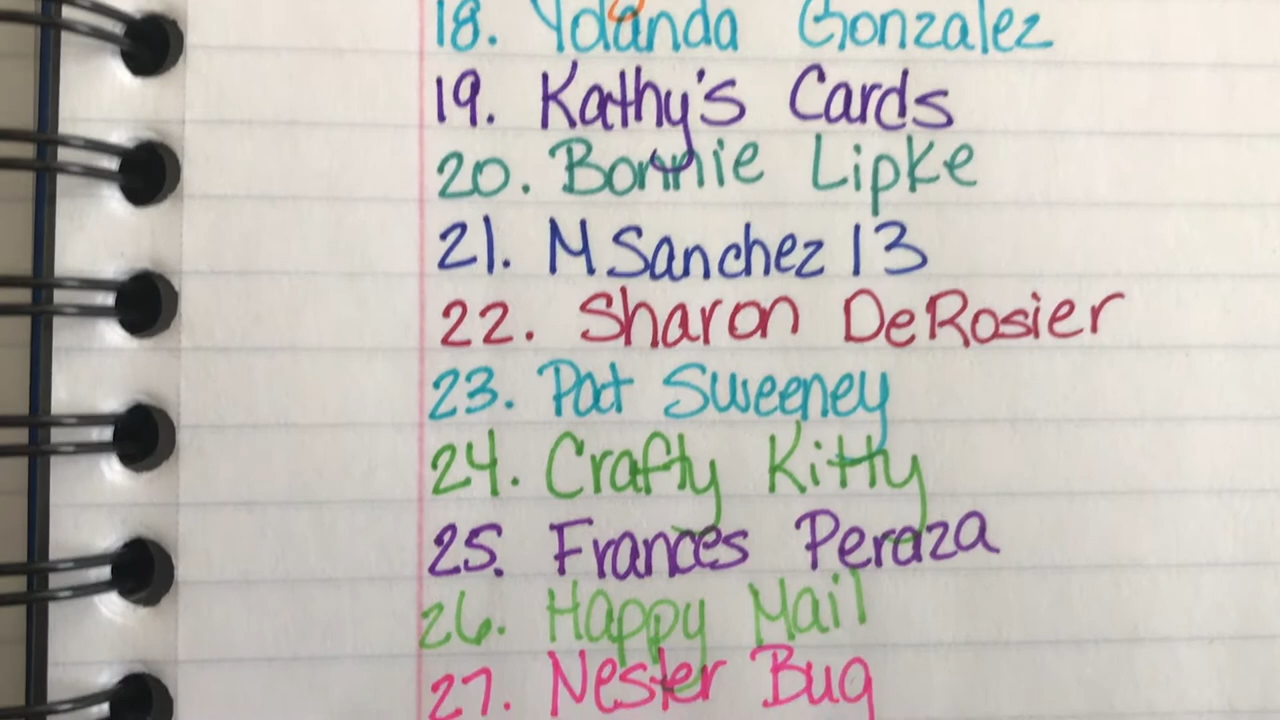 18. Yolanda Gonzalez
19. Kathy's Cards
20. Bonnie Lipke
21. MSanchez13
22. Sharon DeRosier
23. Pat Sweeney
24. Crafty Kitty
25. Frances Peraza
26. Happy Mail
27. Nester Bug